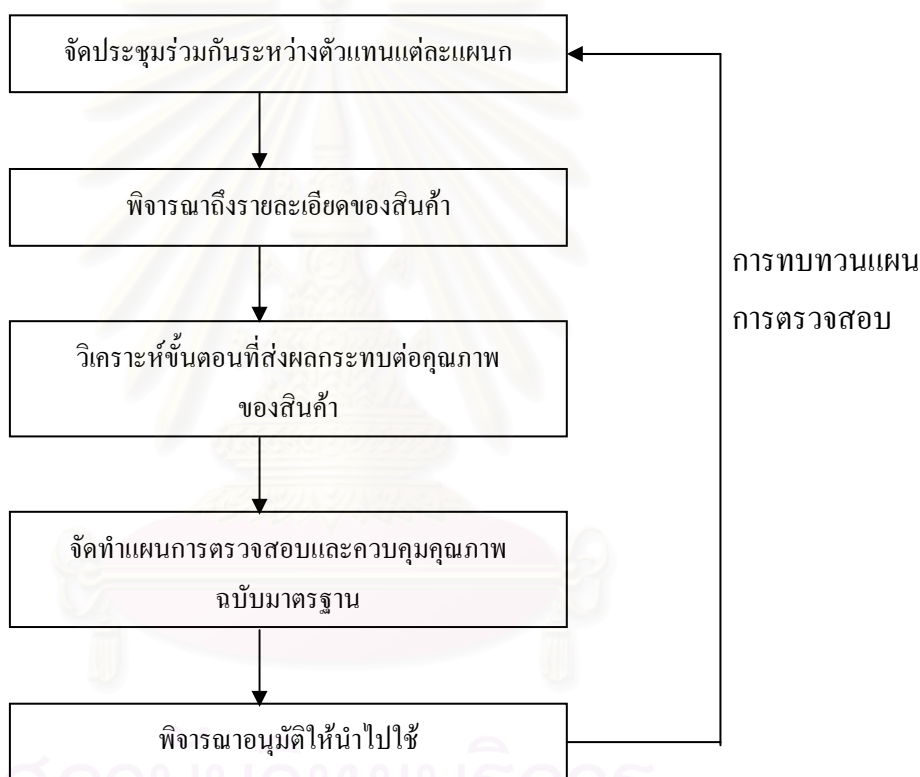 จัดประชุมร่วมกันระหว่างตัวแทนแต่ละแผนก
พิจารณาถึงรายละเอียดของสินค้า
การทบทวนแผน
การตรวจสอบ
วิเคราะห์ขั้นตอนที่ส่งผลกระทบต่อคุณภาพ
ของสินค้า
จัดทำแผนการตรวจสอบและควบคุมคุณภาพ
ฉบับมาตรฐาน
พิจารณาอนุมัติให้นำไปใช้